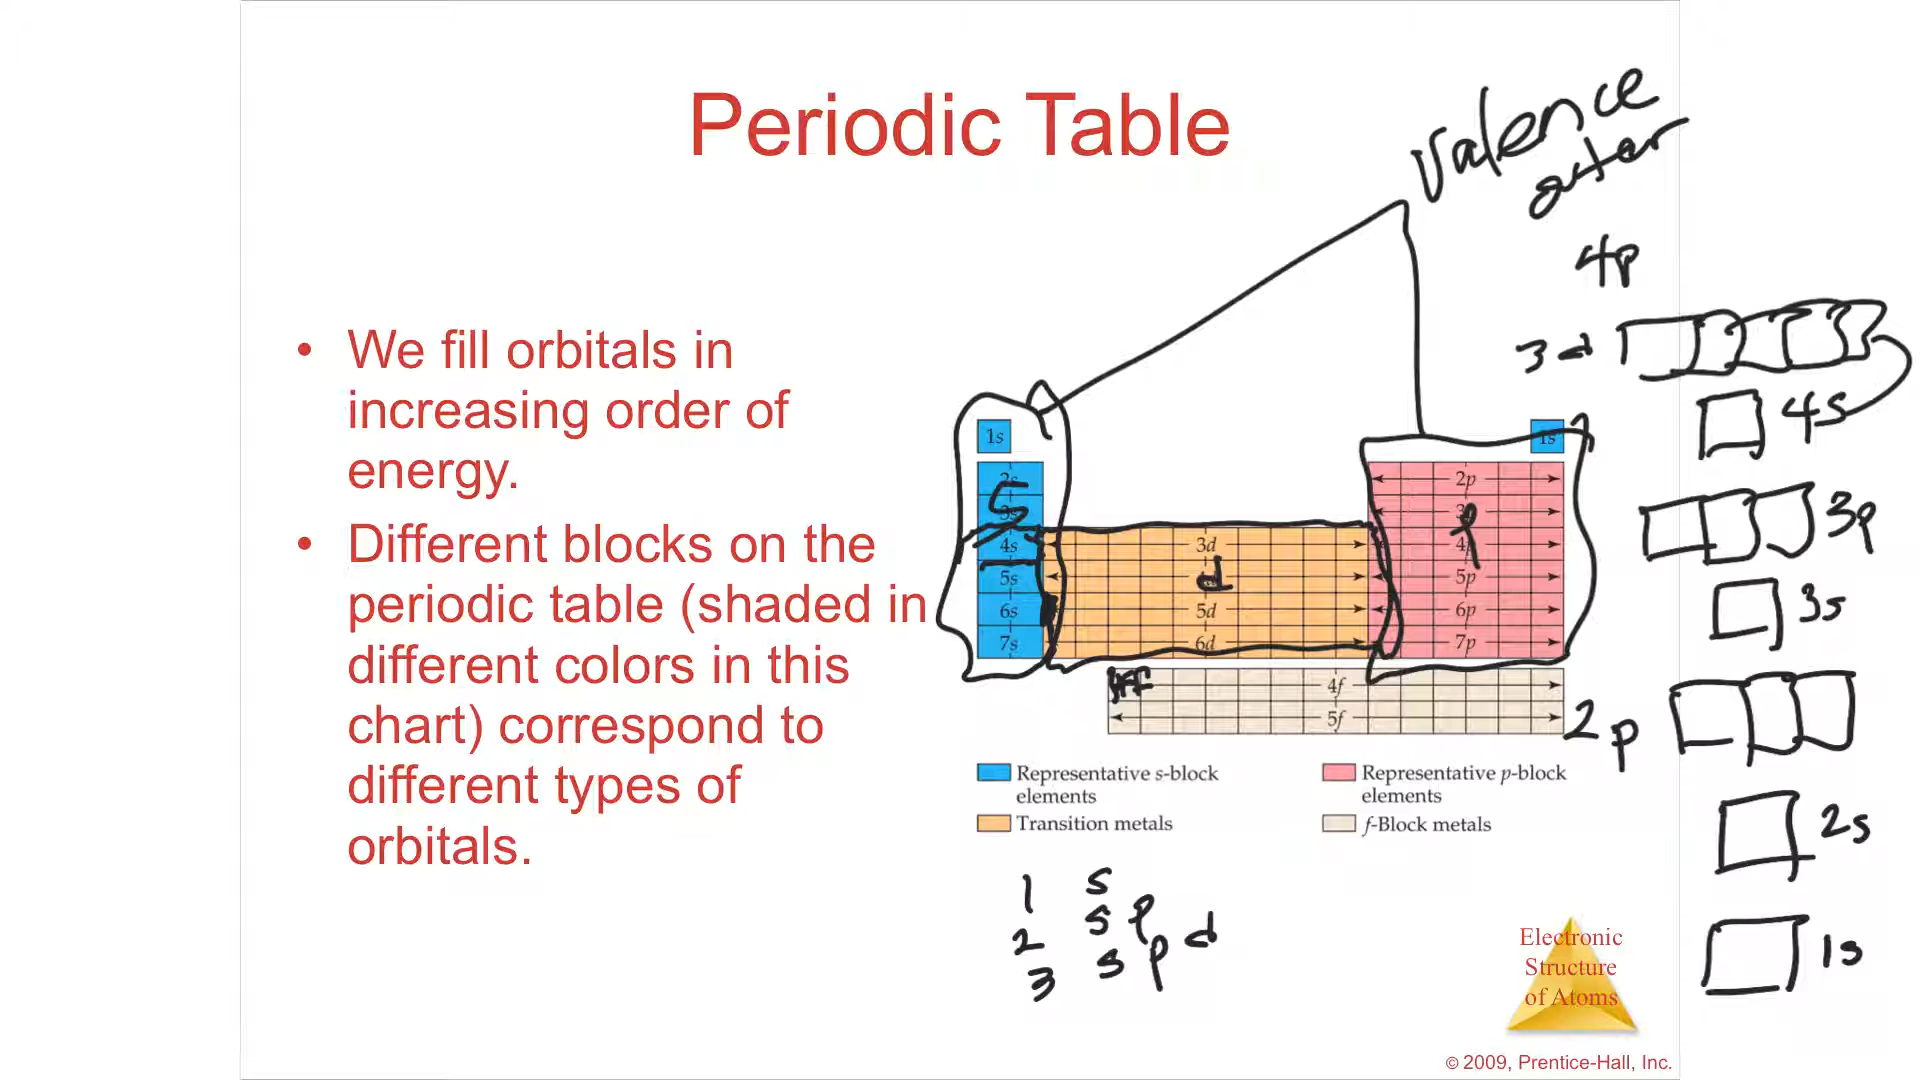 Periodic Table
Valence
outer
• We fill orbitals in
increasing order of
energy.
• Different blocks on the
periodic table (shaded in
different colors in this
chart) correspond to
different types of
orbitals.
1s 1s
2s 2p
3s
S p
4s 3d 4p
5s d 5p
6s 5d 6p
7s 6d 7p
4f
5f
Representative s-block
elements
Transition metals
Representative p-block
elements
f-Block metals
4p
3d
4s
3p
3s
2p
2s
1s
1 s
2 s p
3 s p d
Electronic
Structure
of Atoms
© 2009, Prentice-Hall, Inc.